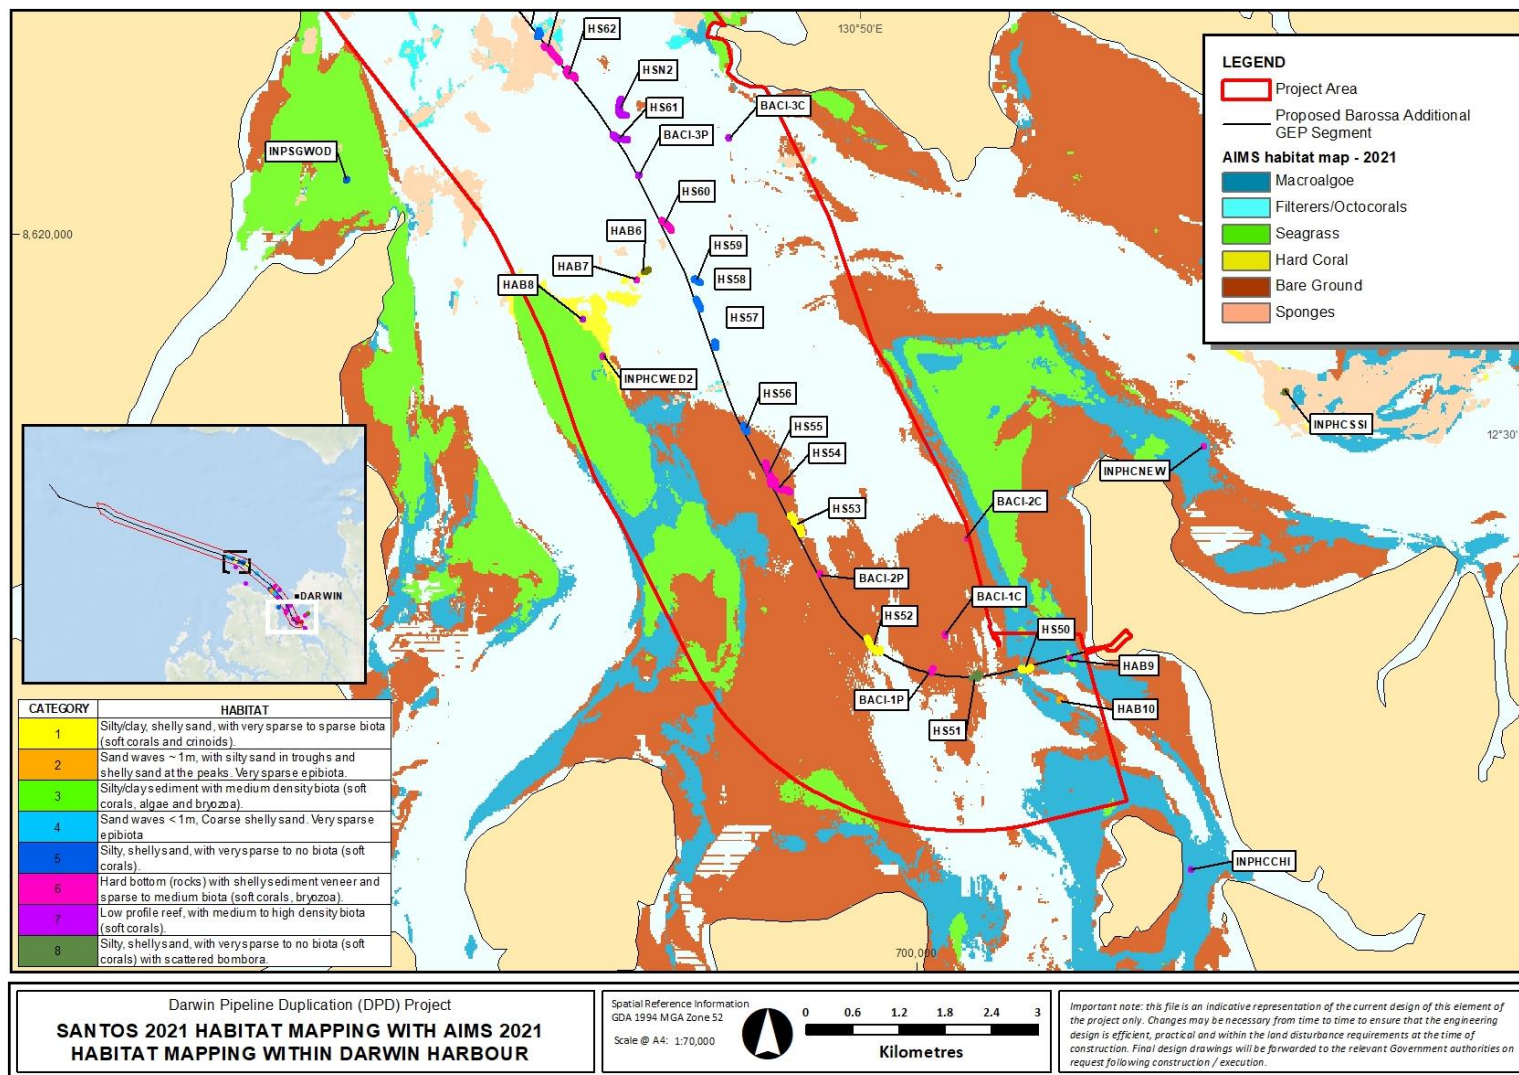 130°50'E
HS62
HSN2
HS61
BACI-3P
BACI-3C
INPSGWOD
HS60
8,620,000
HAB6
HAB7
HAB8
HS59
HS58
HS57
INPHCWED2
HS56
HS55
HS54
HS53
INPHCSSI
12°30'
INPHCNEW
BACI-2C
BACI-2P
BACI-1C
HS52
HS50
HAB9
BACI-1P
HS51
HAB10
INPHCCHI
700,000
LEGEND
Project Area
Proposed Barossa Additional
GEP Segment
AIMS habitat map - 2021
Macroalgoe
Filterers/Octocorals
Seagrass
Hard Coral
Bare Ground
Sponges
DARWIN
CATEGORY HABITAT
1 Silty/clay, shelly sand, with very sparse to sparse biota
(soft corals and crinoids).
2 Sand waves ~ 1m, with silty sand in troughs and
shelly sand at the peaks. Very sparse epibiota.
3 Silty/clay sediment with medium density biota (soft
corals, algae and bryozoa).
4 Sand waves < 1m, Coarse shelly sand. Very sparse
epibiota
5 Silty, shelly sand, with very sparse to no biota (soft
corals).
6 Hard bottom (rocks) with shelly sediment veneer and
sparse to medium biota (soft corals, bryozoa).
7 Low profile reef, with medium to high density biota
(soft corals).
8 Silty, shelly sand, with very sparse to no biota (soft
corals) with scattered bombora.
Darwin Pipeline Duplication (DPD) Project
SANTOS 2021 HABITAT MAPPING WITH AIMS 2021
HABITAT MAPPING WITHIN DARWIN HARBOUR
Spatial Reference Information
GDA 1994 MGA Zone 52
Scale @ A4: 1:70,000
0 0.6 1.2 1.8 2.4 3
Kilometres
Important note: this file is an indicative representation of the current design of this element of
the project only. Changes may be necessary from time to time to ensure that the engineering
design is efficient, practical and within the land disturbance requirements at the time of
construction. Final design drawings will be forwarded to the relevant Government authorities on
request following construction / execution.